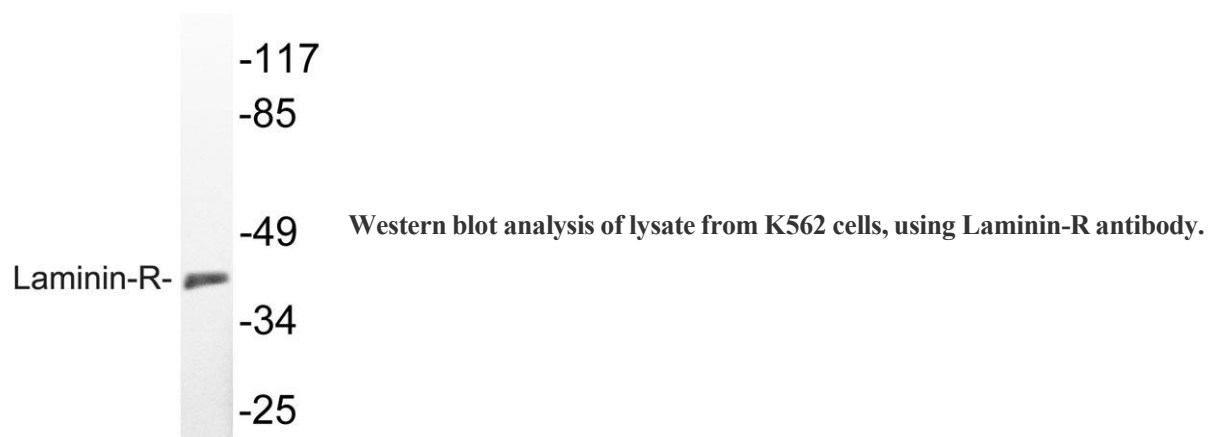 -117
-85
-49
Western blot analysis of lysate from K562 cells, using Laminin-R antibody.
Laminin-R-
-34
-25